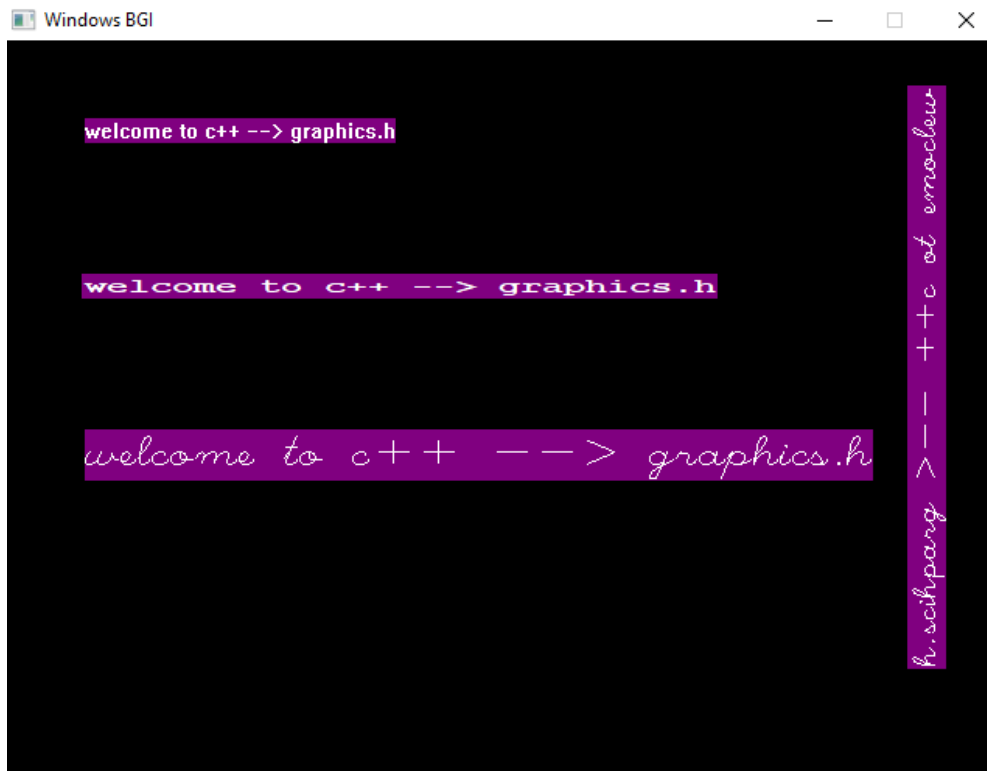 Windows BGI
welcome to c++ --> graphics.h
welcome to c++ --> graphics.h
welcome to c++ --> graphics.h
h.scihparg >-- ++c ot emoclew